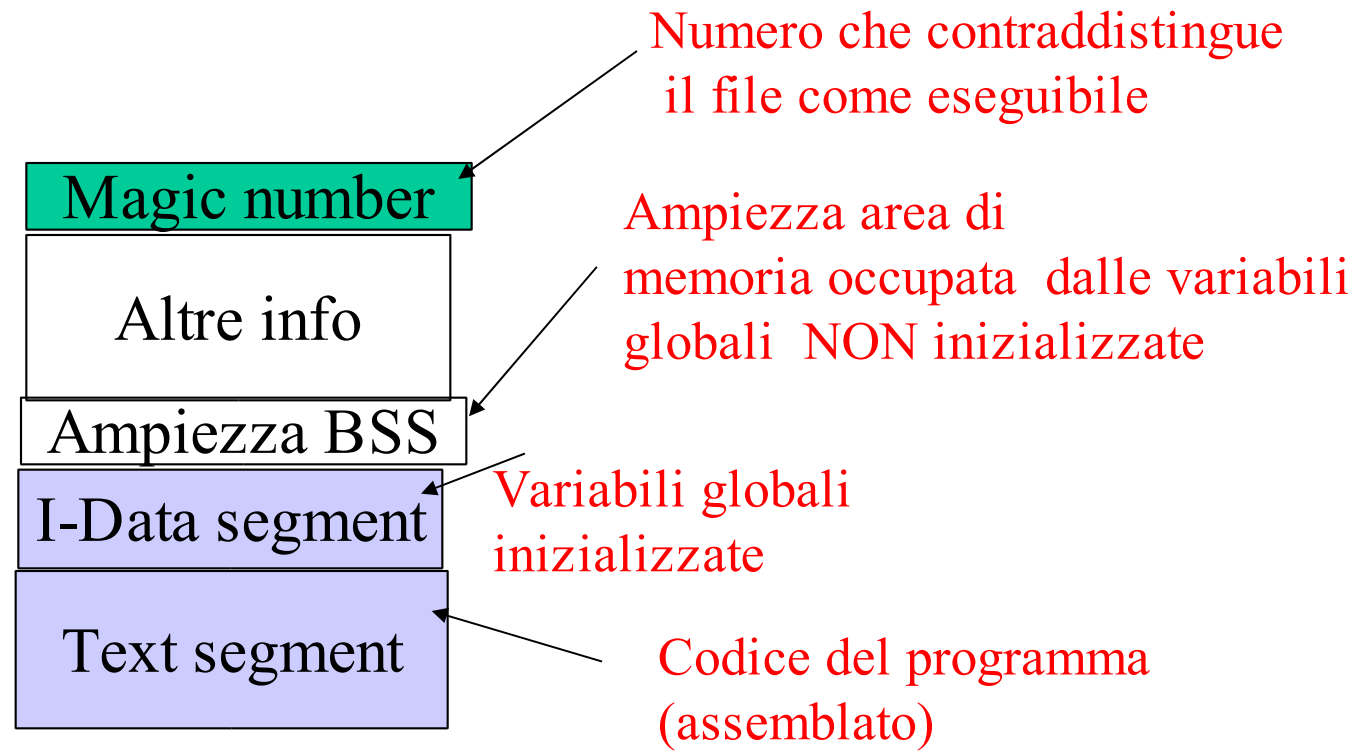 Numero che contraddistingue
il file come eseguibile
Magic number
Ampiezza area di
memoria occupata dalle variabili
globali NON inizializzate
Altre info
Ampiezza BSS
I-Data segment
Variabili globali
inizializzate
Text segment
Codice del programma
(assemblato)